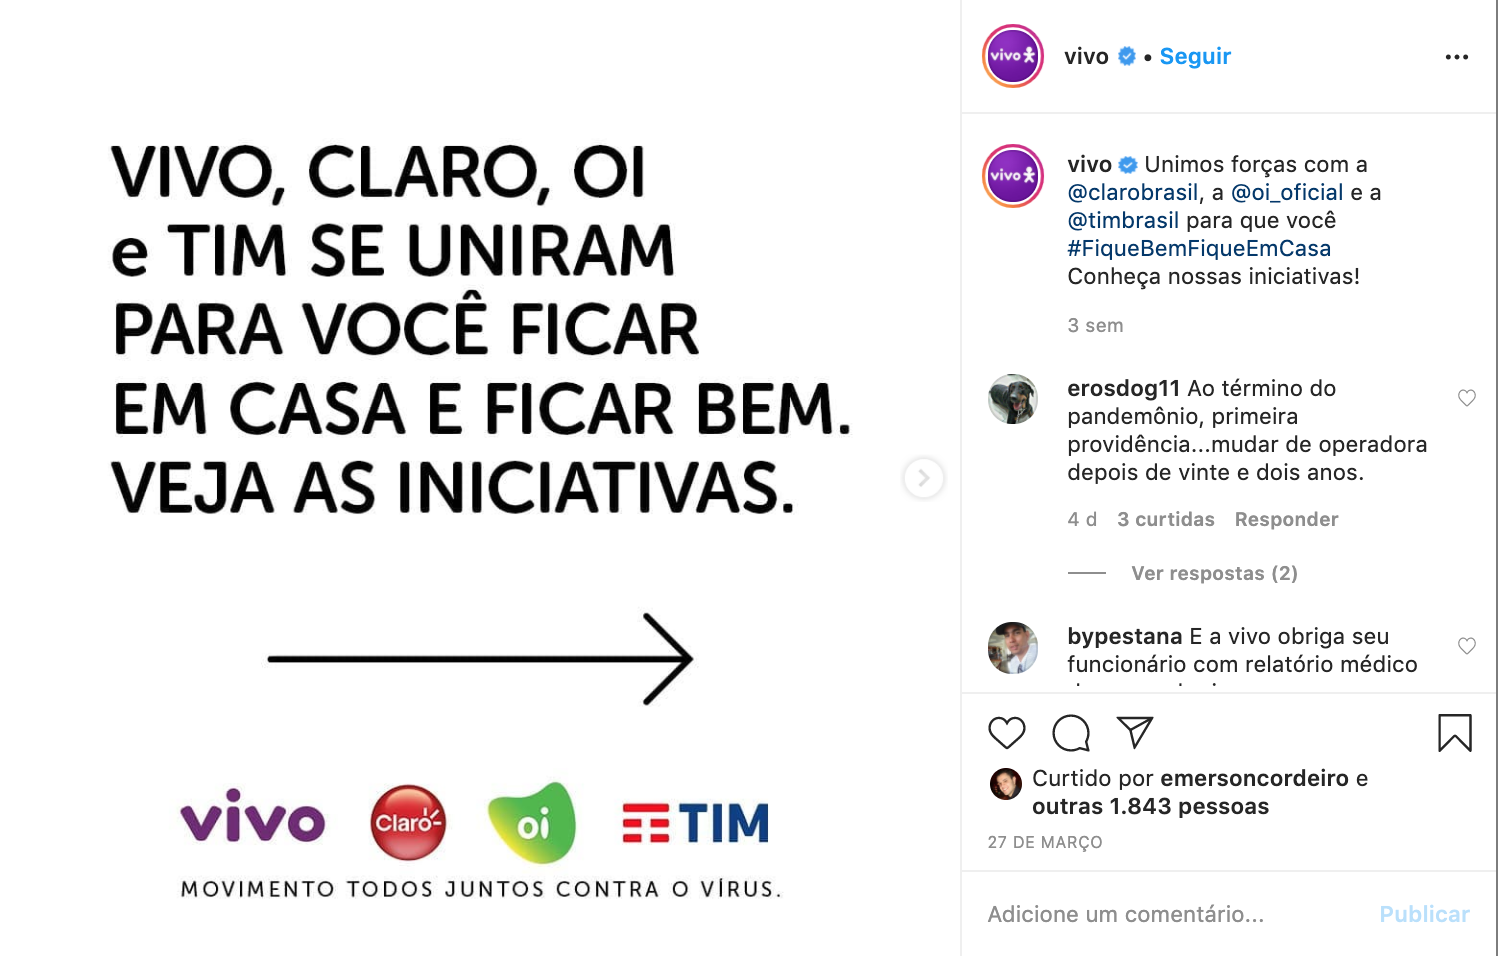 VIVO, CLARO, OI
e TIM SE UNIRAM
PARA VOCÊ FICAR
EM CASA E FICAR BEM.
VEJA AS INICIATIVAS.
vivo
Claro
oi
TIM
MOVIMENTO TODOS JUNTOS CONTRA O VÍRUS.
vivo
vivo • Seguir
vivo
vivo Unimos forças com a
@clarobrasil, a @oi_oficial e a
@timbrasil para que você
#FiqueBemFiqueEmCasa
Conheça nossas iniciativas!
3 sem
erosdog11 Ao término do
pandemônio, primeira
providência...mudar de operadora
depois de vinte e dois anos.
4 d 3 curtidas Responder
Ver respostas (2)
bypestana E a vivo obriga seu
funcionário com relatório médico
Curtido por emersoncordeiro e
outras 1.843 pessoas
27 DE MARÇO
Adicione um comentário... Publicar